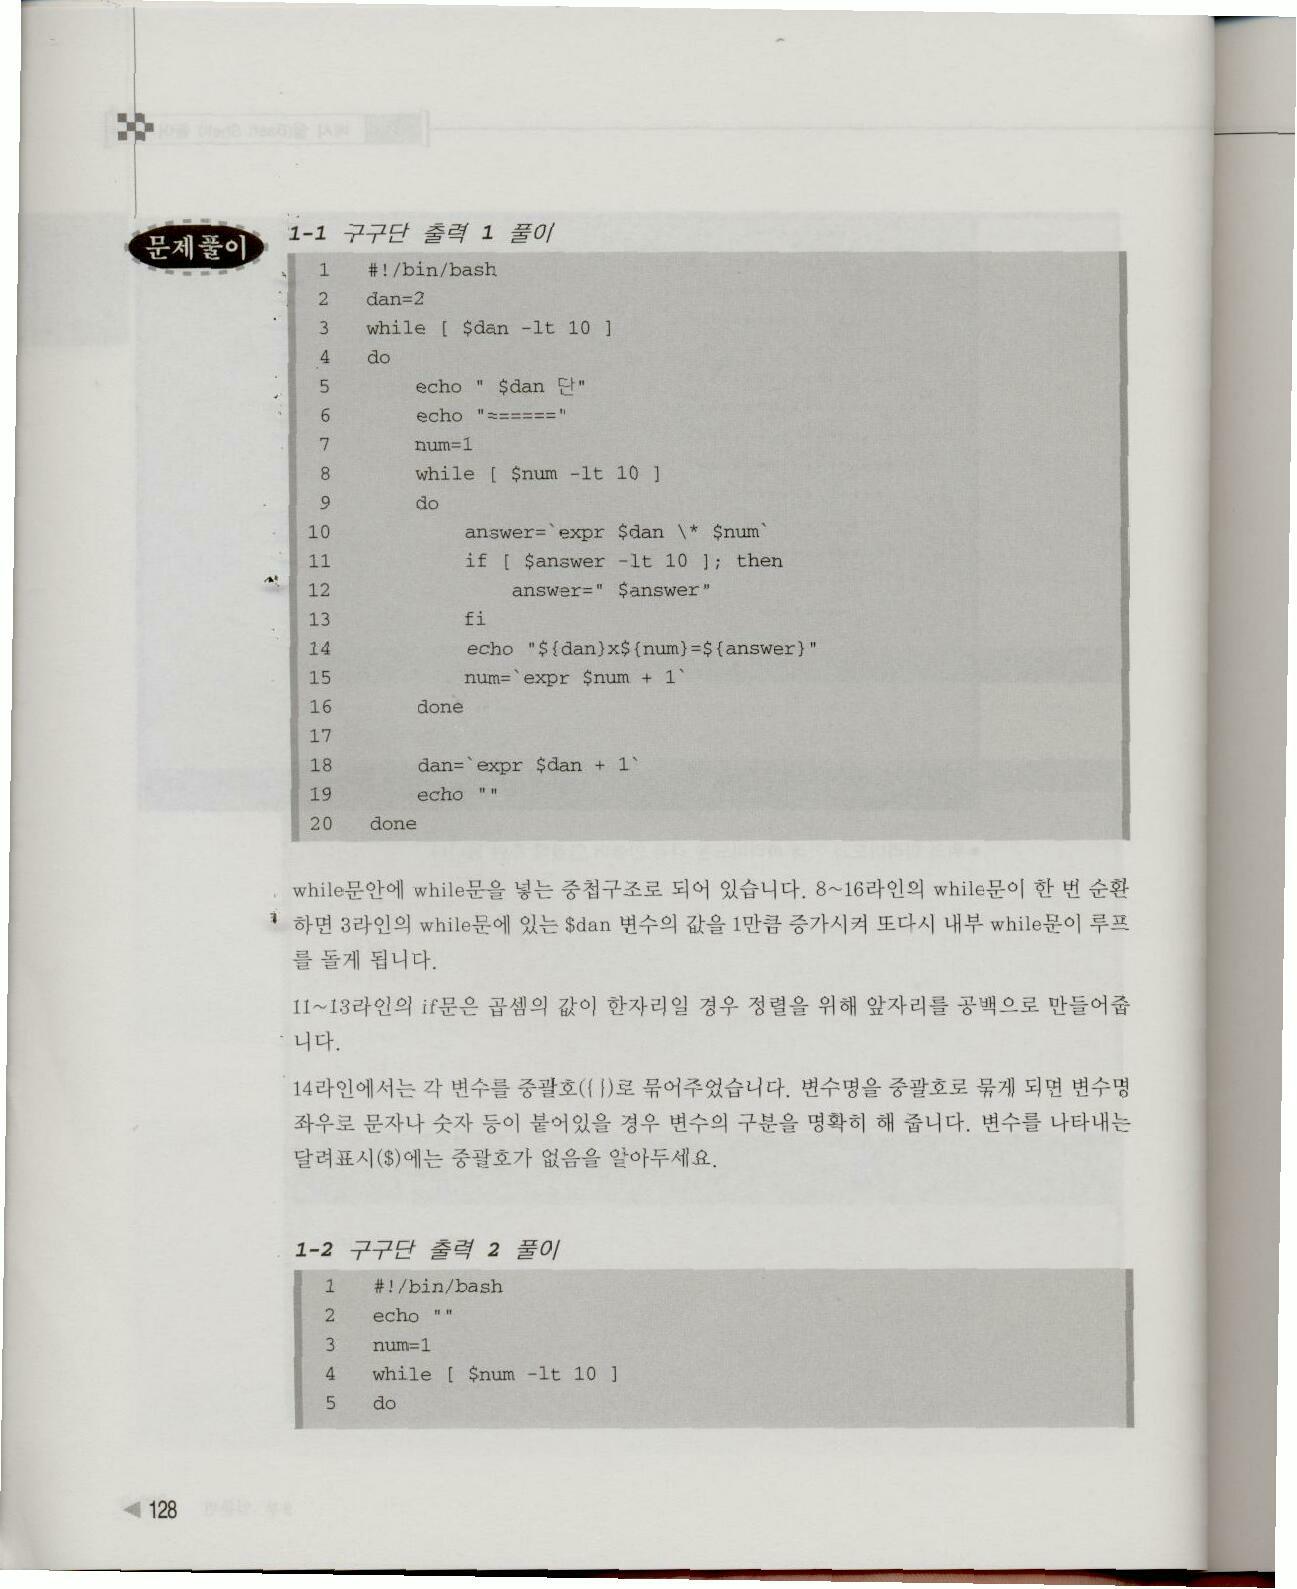 문제풀이
1-1 구구단 출력 1 풀이
1 #!/bin/bash
2 dan=2
3 while [ $dan -lt 10 ]
4 do
5 echo " $dan 단"
6 echo "======"
7 num=1
8 while [ $num -lt 10 ]
9 do
10 answer=`expr $dan \* $num`
11 if [ $answer -lt 10 ]; then
12 answer=" $answer"
13 fi
14 echo "${dan}x${num}=${answer}"
15 num=`expr $num + 1`
16 done
17
18 dan=`expr $dan + 1`
19 echo ""
20 done
while문안에 while문을 넣는 중첩구조로 되어 있습니다. 8~16라인의 while문이 한 번 순환
하면 3라인의 while문에 있는 $dan 변수의 값을 1만큼 증가시켜 또다시 내부 while문이 루프
를 돌게 됩니다.
11~13라인의 if문은 곱셈의 값이 한자리일 경우 정렬을 위해 앞자리를 공백으로 만들어줍
니다.
14라인에서는 각 변수를 중괄호({ })로 묶어주었습니다. 변수명을 중괄호로 묶게 되면 변수명
좌우로 문자나 숫자 등이 붙어있을 경우 변수의 구분을 명확히 해 줍니다. 변수를 나타내는
달러표시($)에는 중괄호가 없음을 알아두세요.
1-2 구구단 출력 2 풀이
1 #!/bin/bash
2 echo ""
3 num=1
4 while [ $num -lt 10 ]
5 do
◀ 128